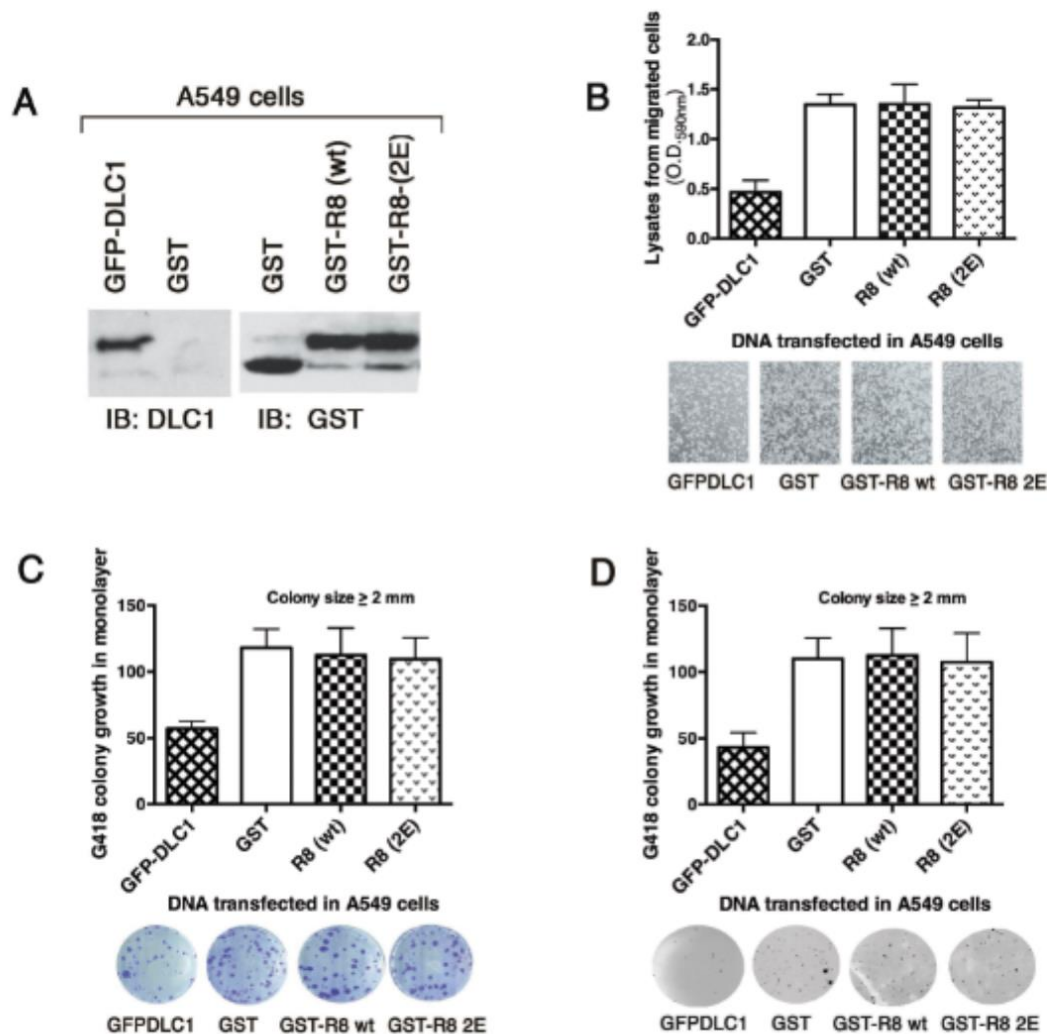 A
A549 cells
GFP-DLC1
GST
GST
GST-R8 (wt)
GST-R8-(2E)
IB: DLC1
IB: GST
B
Lysates from migrated cells
(O.D.590nm)
2.0
1.5
1.0
0.5
0.0
GFP-DLC1
GST
R8 (wt)
R8 (2E)
DNA transfected in A549 cells
GFPDLC1 GST GST-R8 wt GST-R8 2E
C
G418 colony growth in monolayer
Colony size ≥ 2 mm
150
100
50
0
GFP-DLC1
GST
R8 (wt)
R8 (2E)
DNA transfected in A549 cells
GFPDLC1 GST GST-R8 wt GST-R8 2E
D
G418 colony growth in monolayer
Colony size ≥ 2 mm
150
100
50
0
GFP-DLC1
GST
R8 (wt)
R8 (2E)
DNA transfected in A549 cells
GFPDLC1 GST GST-R8 wt GST-R8 2E